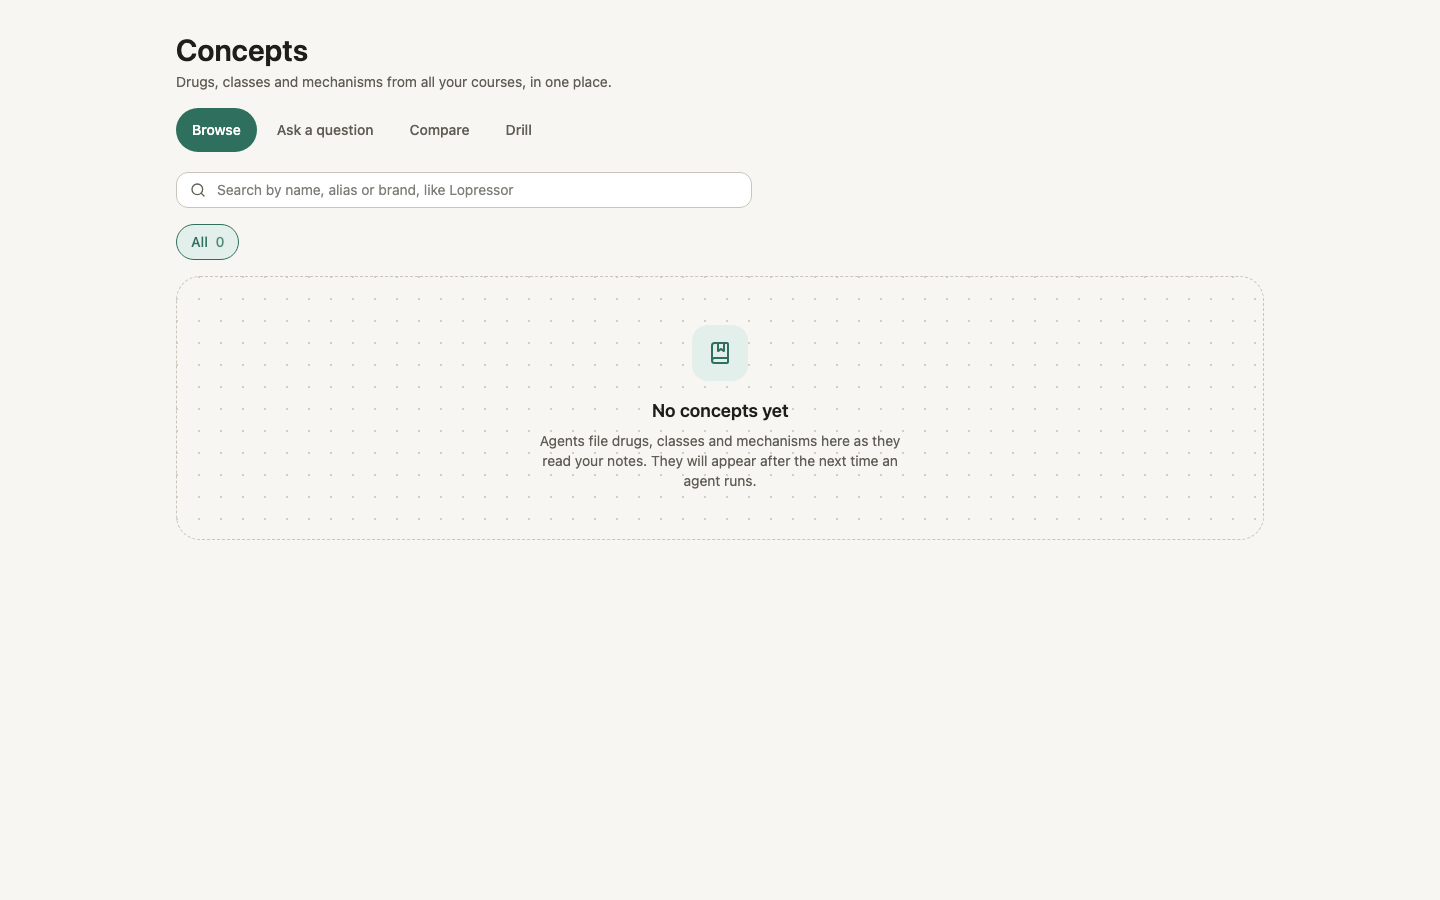 Concepts
Drugs, classes and mechanisms from all your courses, in one place.
Browse Ask a question Compare Drill
Search by name, alias or brand, like Lopressor
All 0
No concepts yet
Agents file drugs, classes and mechanisms here as they
read your notes. They will appear after the next time an
agent runs.